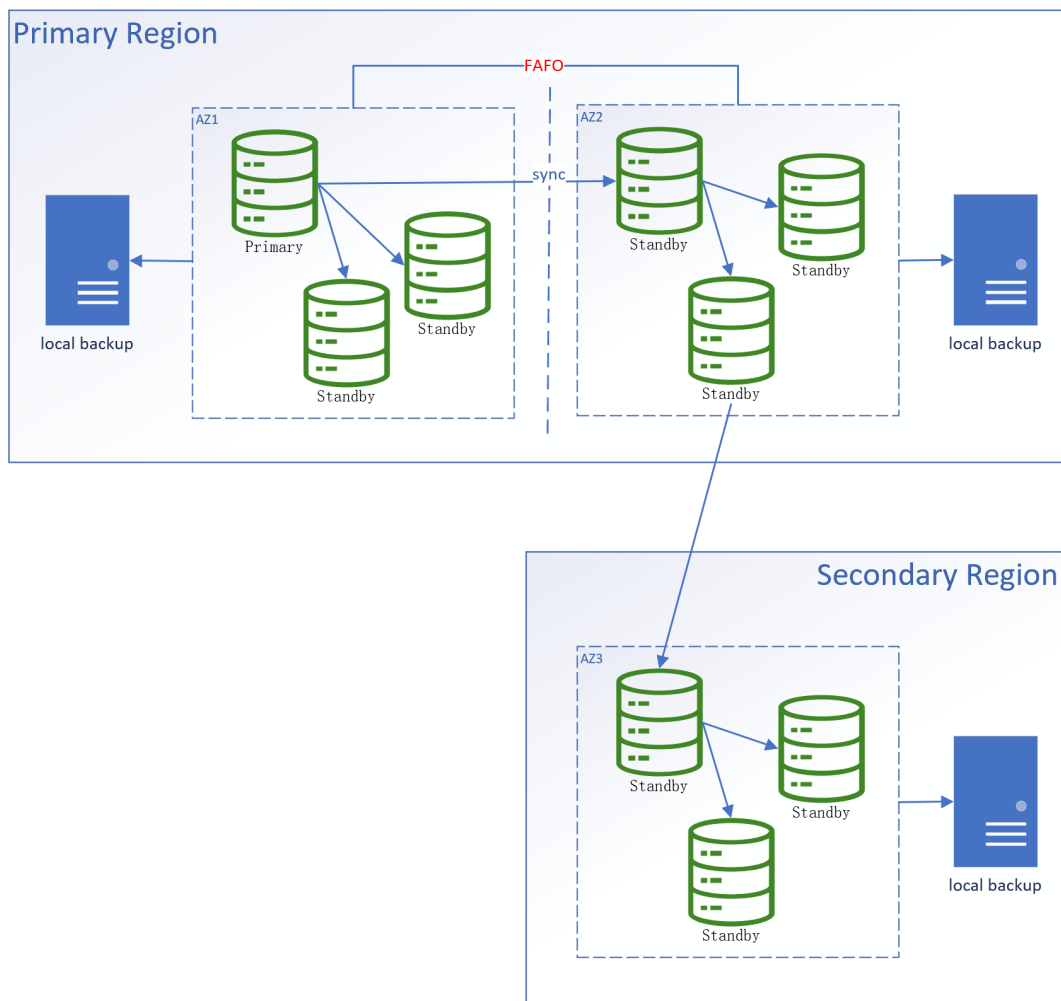 Primary Region
FAFO
AZ1
AZ2
sync
Primary
Standby
Standby
Standby
Standby
Standby
local backup
local backup
Secondary Region
AZ3
Standby
Standby
Standby
local backup